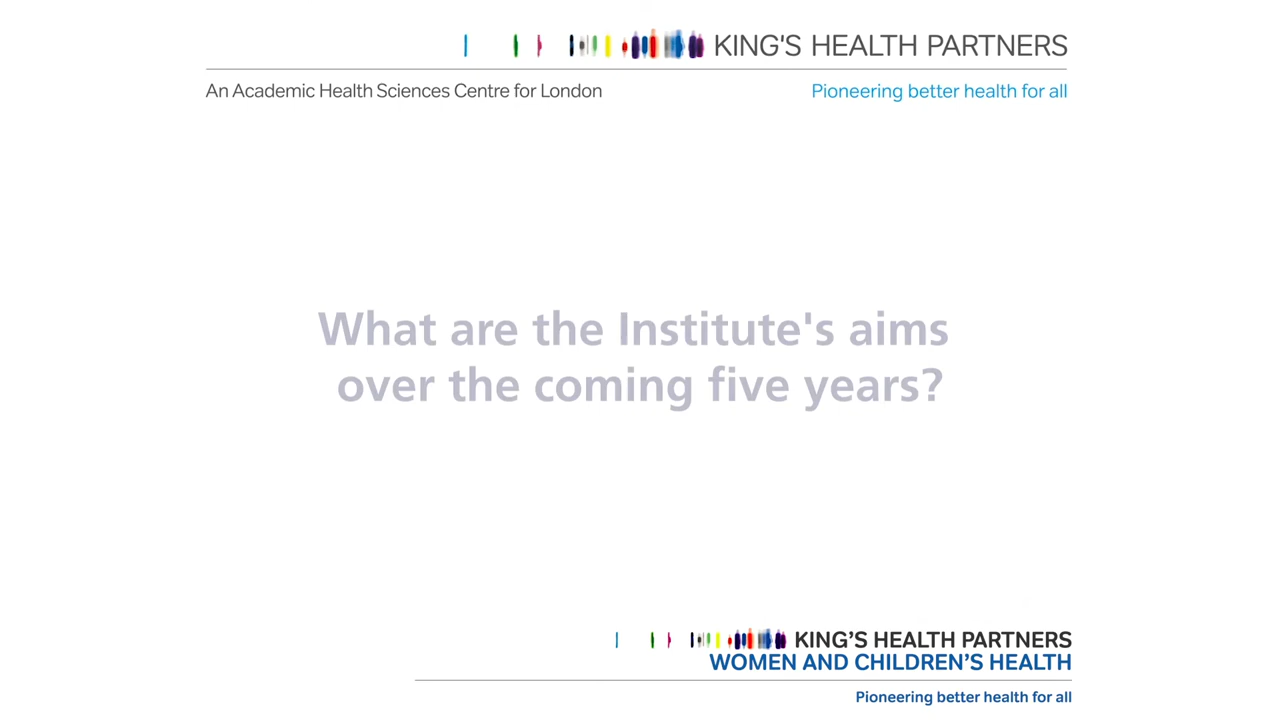 KING'S HEALTH PARTNERS
An Academic Health Sciences Centre for London
Pioneering better health for all
What are the Institute's aims
over the coming five years?
KING'S HEALTH PARTNERS
WOMEN AND CHILDREN'S HEALTH
Pioneering better health for all